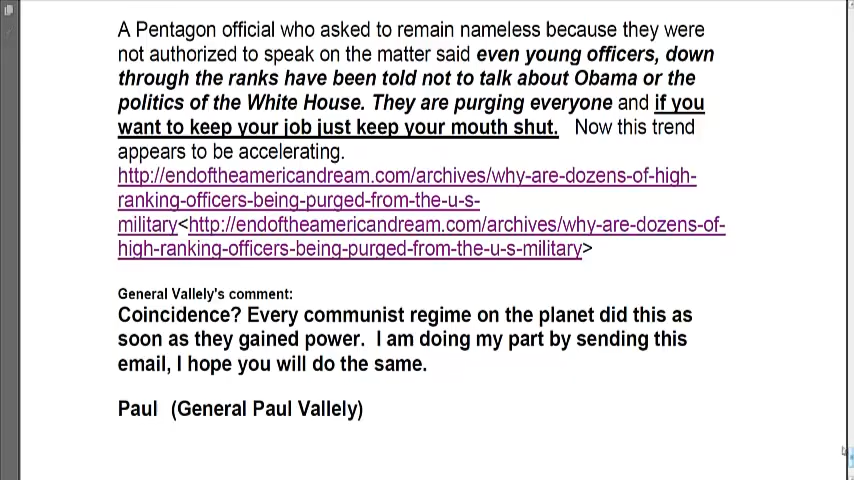 A Pentagon official who asked to remain nameless because they were
not authorized to speak on the matter said even young officers, down
through the ranks have been told not to talk about Obama or the
politics of the White House. They are purging everyone and if you
want to keep your job just keep your mouth shut. Now this trend
appears to be accelerating.
http://endoftheamericandream.com/archives/why-are-dozens-of-high-
ranking-officers-being-purged-from-the-u-s-
military<http://endoftheamericandream.com/archives/why-are-dozens-of-
high-ranking-officers-being-purged-from-the-u-s-military>
General Vallely's comment:
Coincidence? Every communist regime on the planet did this as
soon as they gained power. I am doing my part by sending this
email, I hope you will do the same.
Paul (General Paul Vallely)